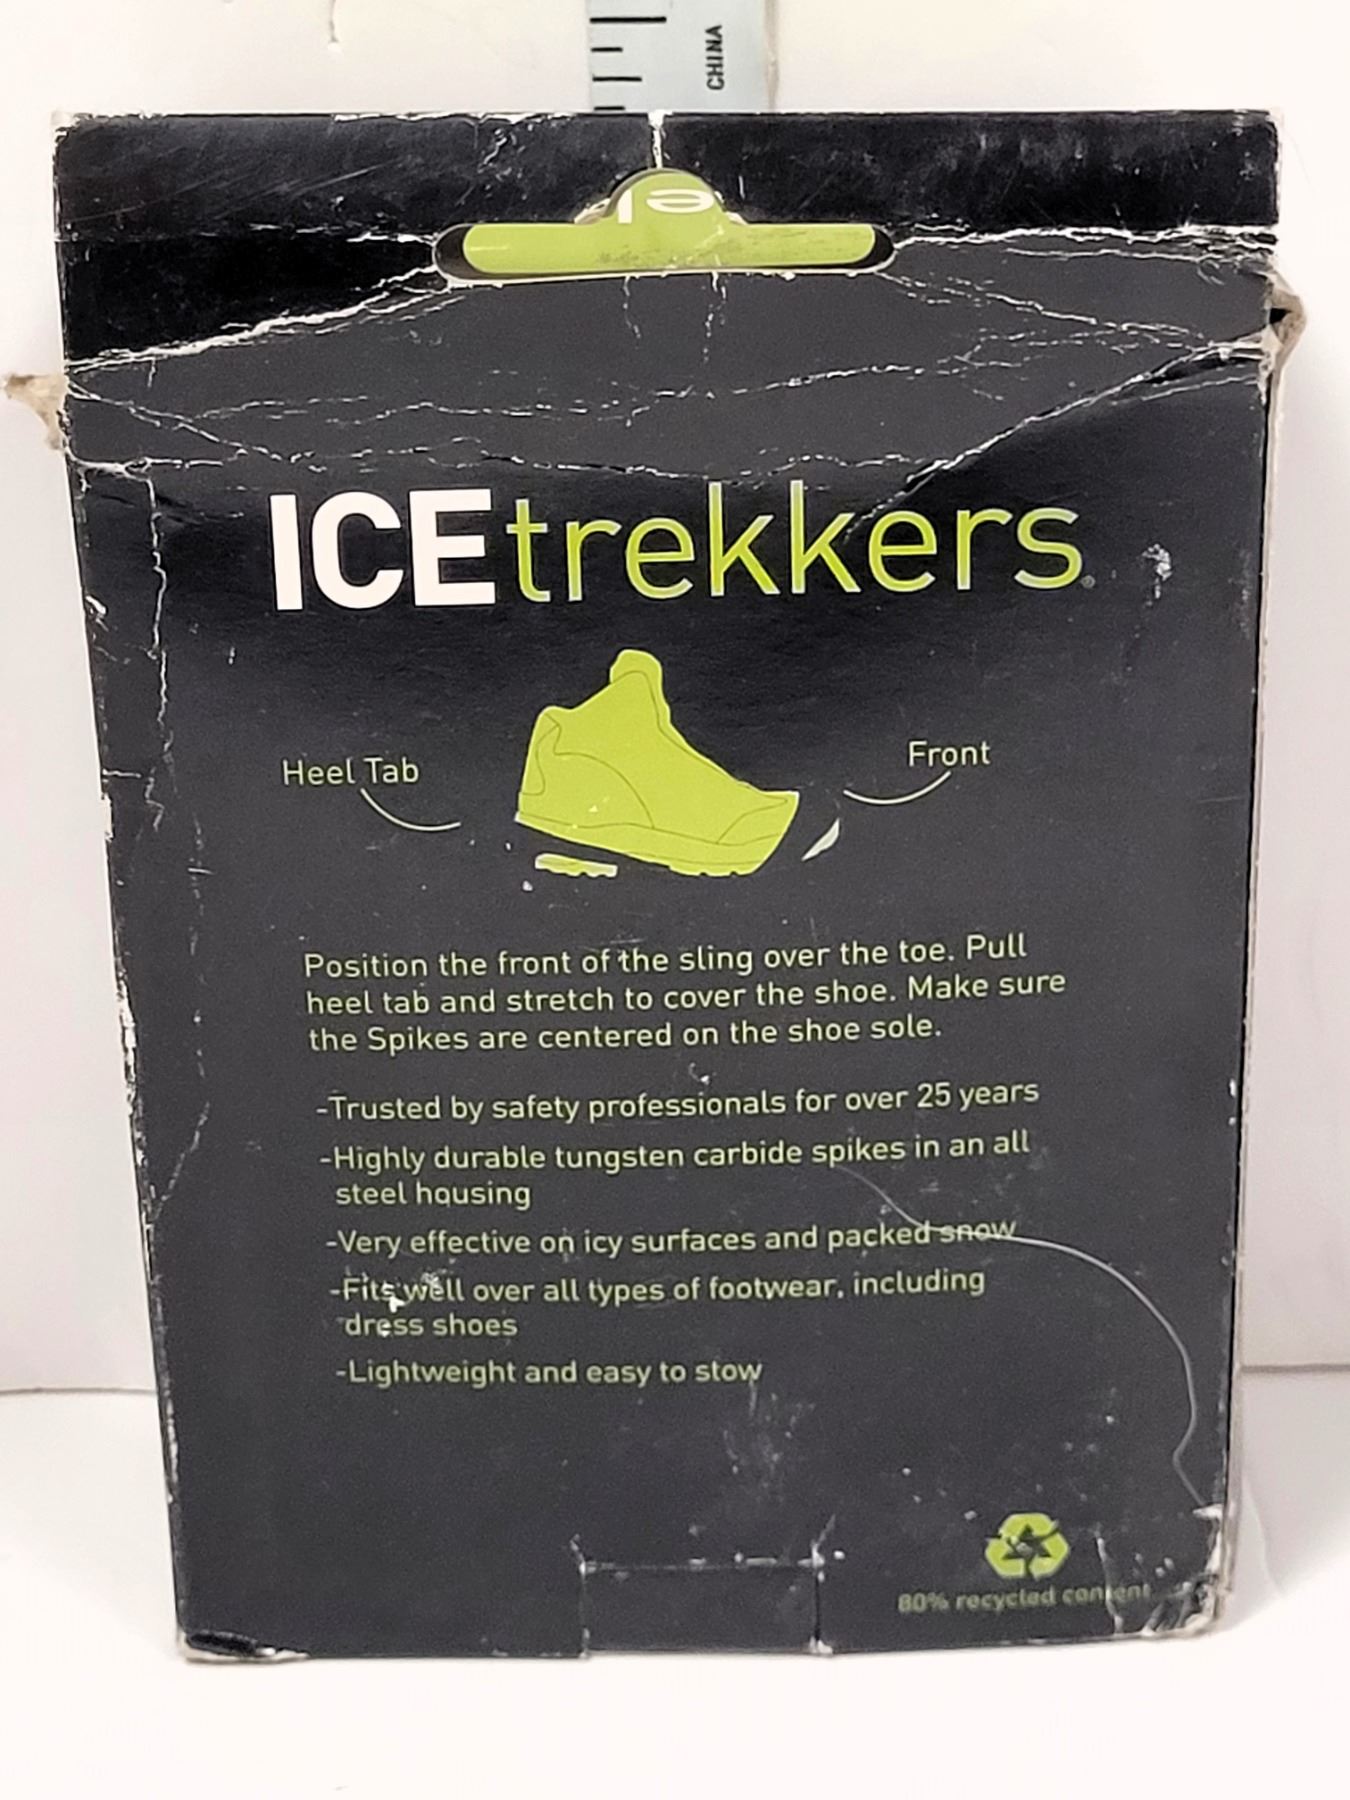 CHINA
ICEtrekkers®
Heel Tab
Front
Position the front of the sling over the toe. Pull
heel tab and stretch to cover the shoe. Make sure
the Spikes are centered on the shoe sole.
-Trusted by safety professionals for over 25 years
-Highly durable tungsten carbide spikes in an all
steel housing
-Very effective on icy surfaces and packed snow
-Fits well over all types of footwear, including
dress shoes
-Lightweight and easy to stow
80% recycled content